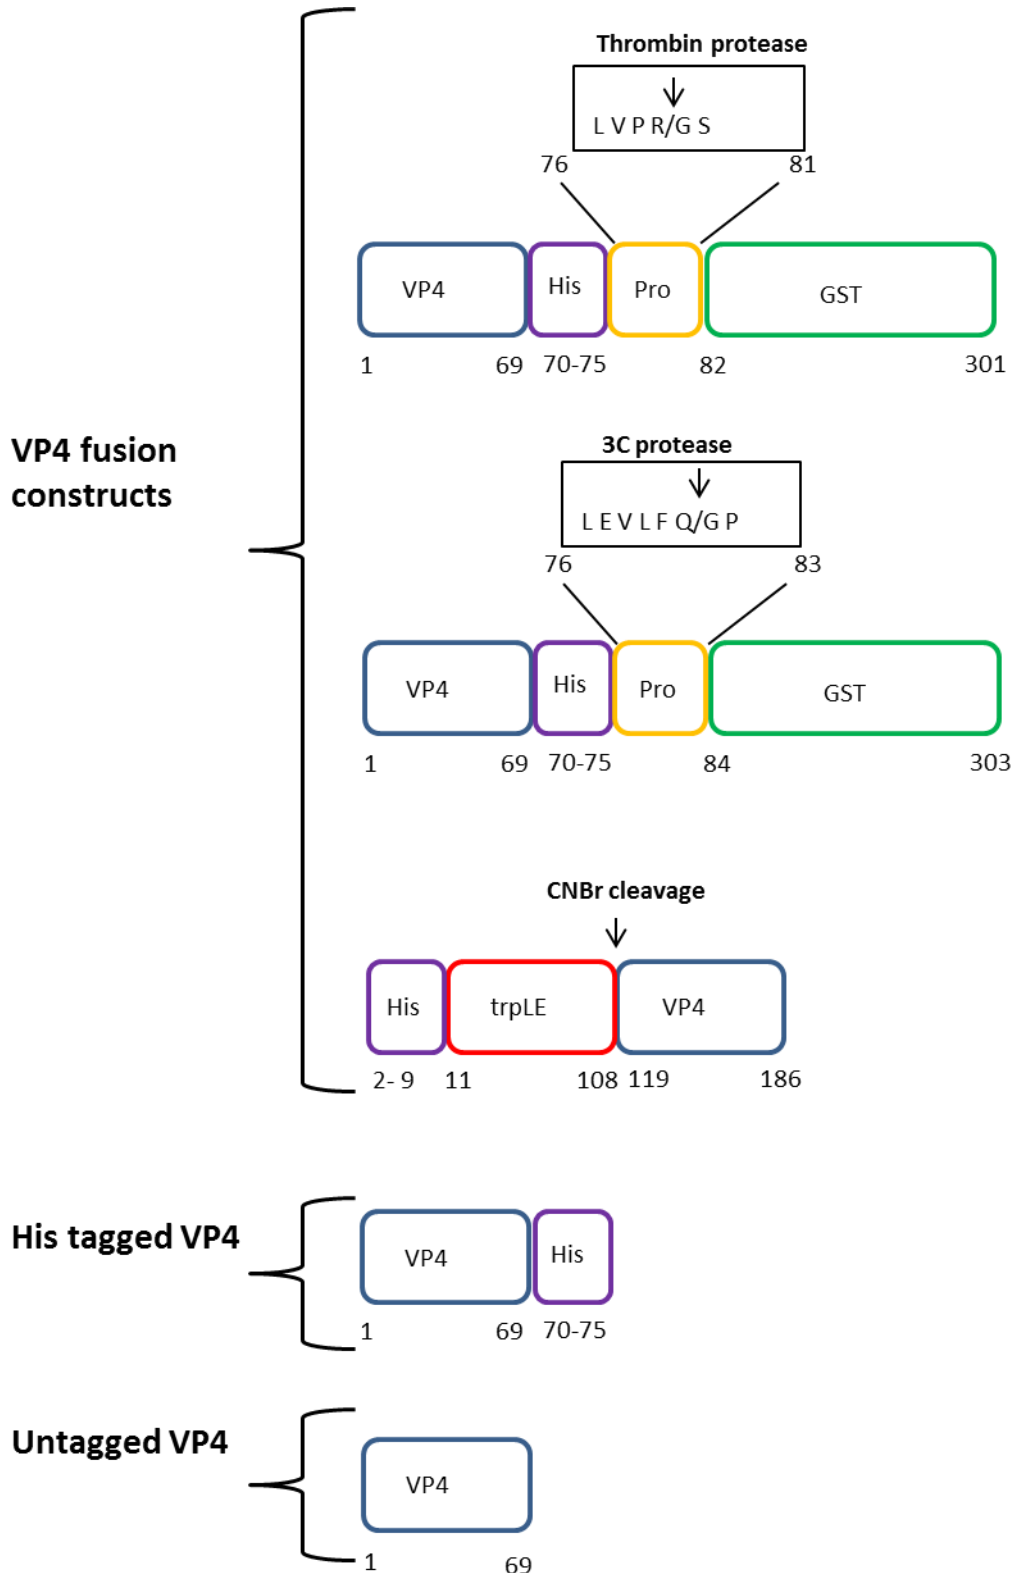 Thrombin protease
L V P R/G S
76 81
VP4 His Pro GST
1 69 70-75 82 301
VP4 fusion
constructs
3C protease
L E V L F Q/G P
76 83
VP4 His Pro GST
1 69 70-75 84 303
CNBr cleavage
His trpLE VP4
2- 9 11 108 119 186
His tagged VP4
VP4 His
1 69 70-75
Untagged VP4
VP4
1 69